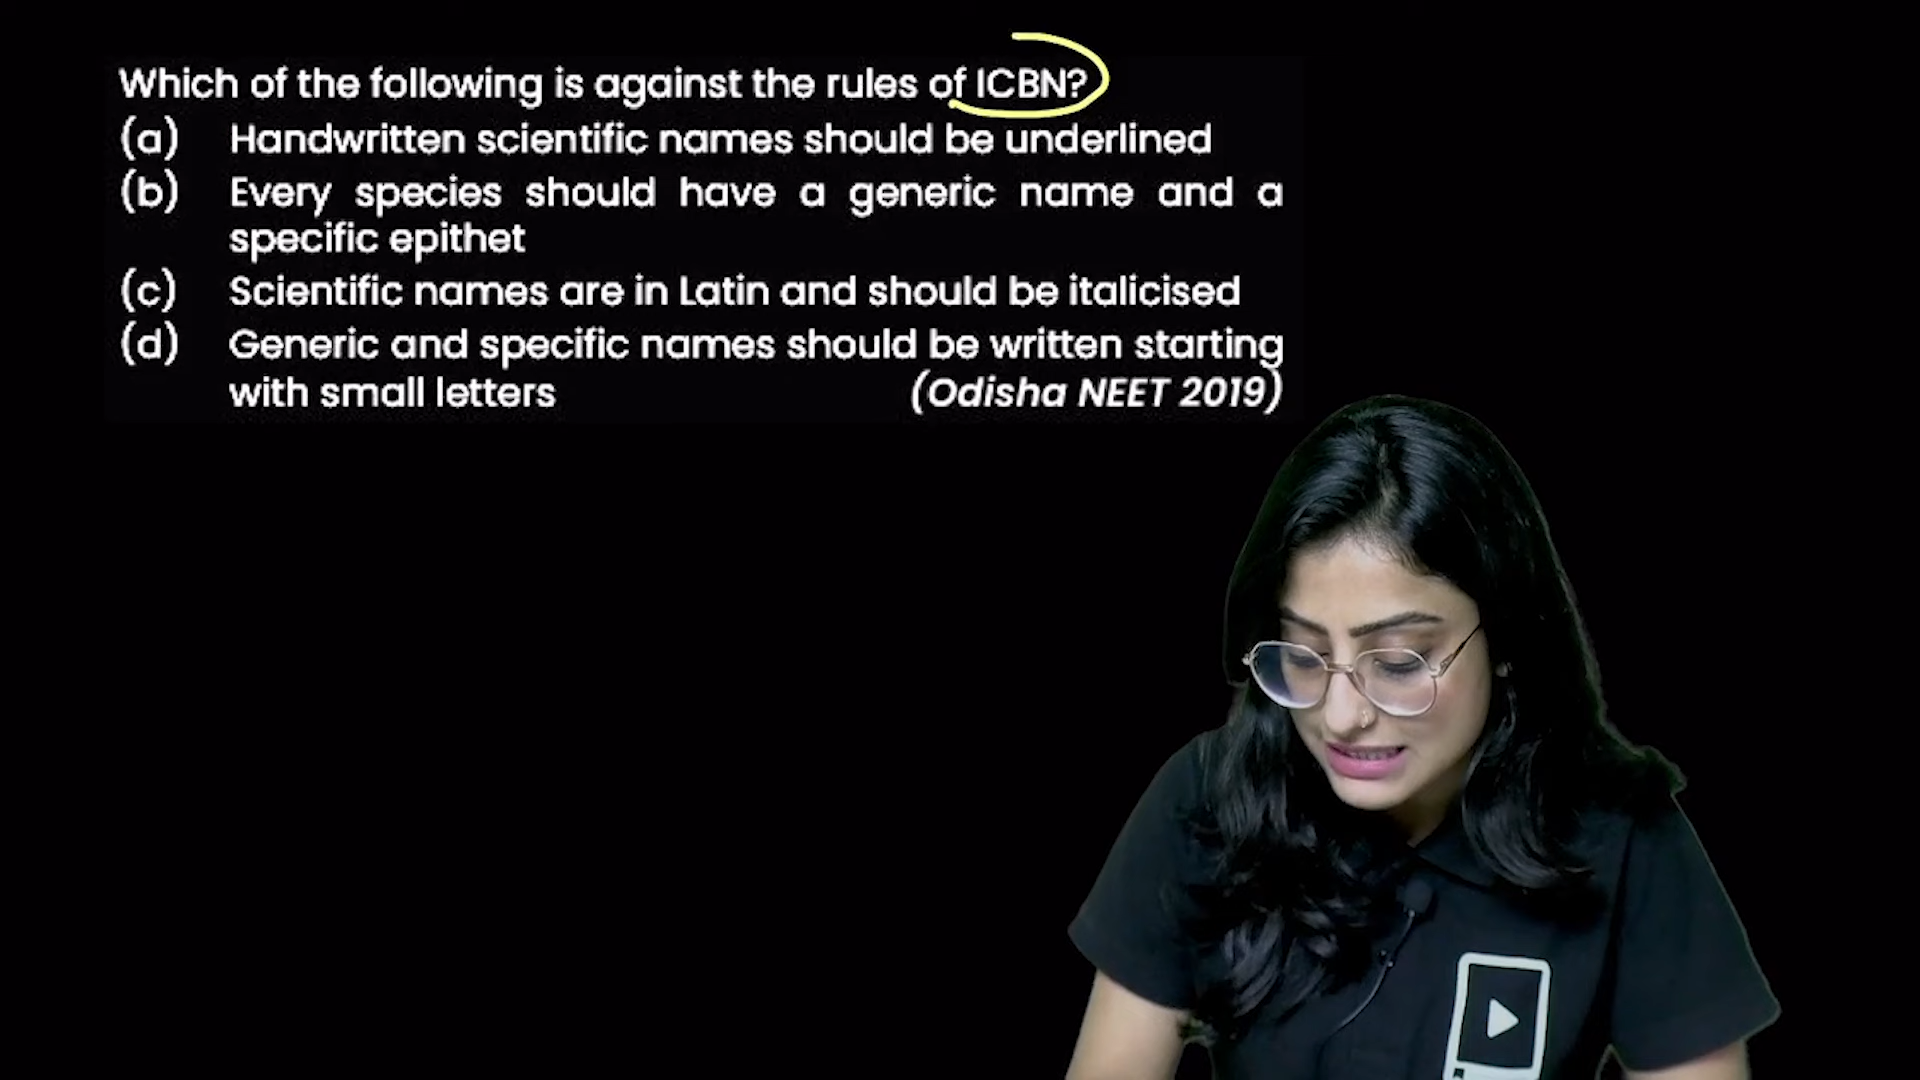 Which of the following is against the rules of ICBN?
(a) Handwritten scientific names should be underlined
(b) Every species should have a generic name and a
specific epithet
(c) Scientific names are in Latin and should be italicised
(d) Generic and specific names should be written starting
with small letters (Odisha NEET 2019)